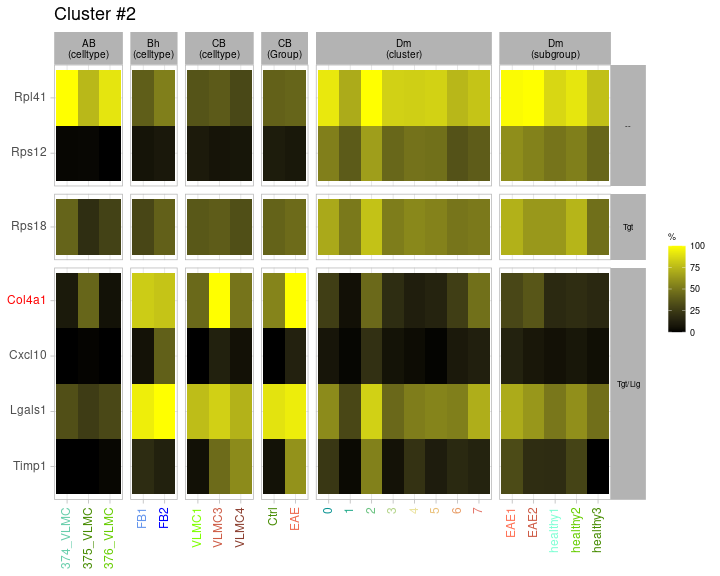 Cluster #2
AB
(celltype)
Bh
(celltype)
CB
(celltype)
CB
(Group)
Dm
(cluster)
Dm
(subgroup)
Rpl41
Rps12
--
Rps18
Tgt
Col4a1
Cxcl10
Lgals1
Timp1
Tgt/Lig
%
100
75
50
25
0
374_VLMC
375_VLMC
376_VLMC
FB1
FB2
VLMC1
VLMC3
VLMC4
Ctrl
EAE
0
1
2
3
4
5
6
7
EAE1
EAE2
healthy1
healthy2
healthy3